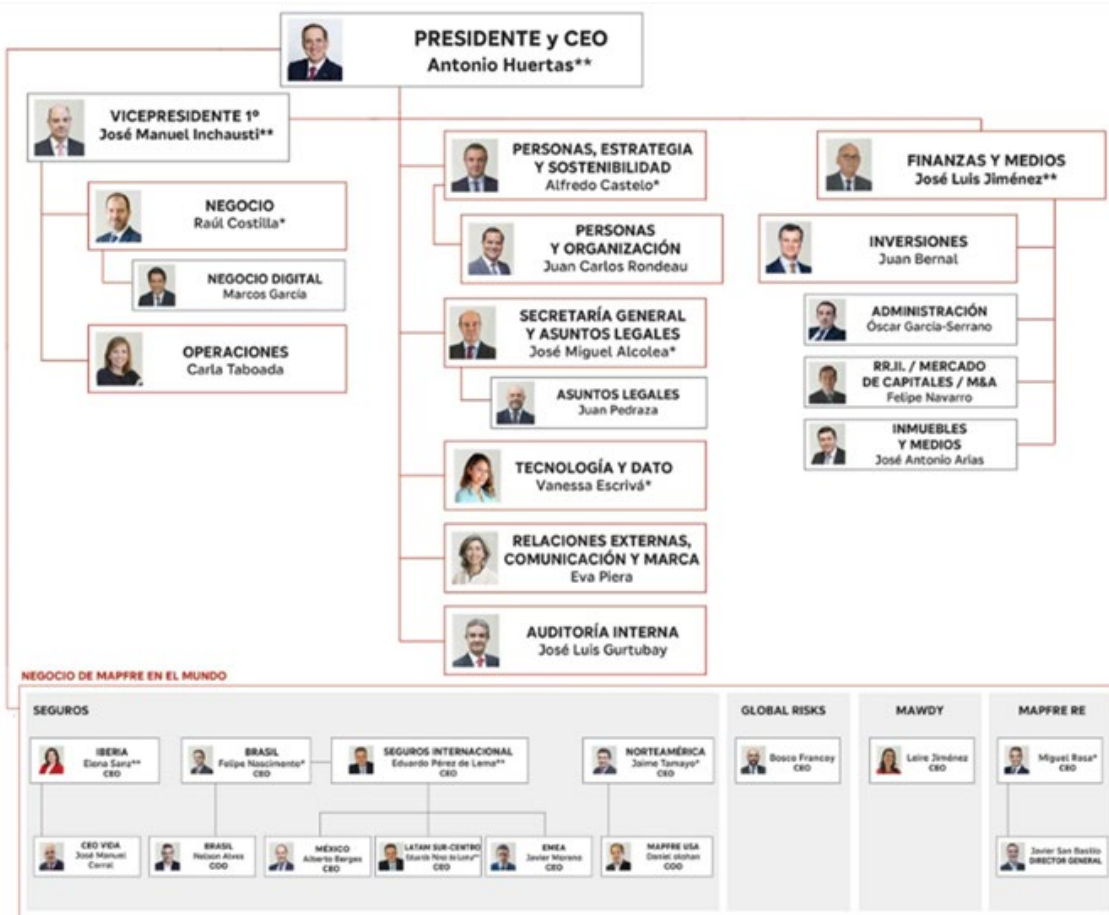 PRESIDENTE y CEO
Antonio Huertas**
VICEPRESIDENTE 1º
José Manuel Inchausti**
NEGOCIO
Raúl Costilla*
NEGOCIO DIGITAL
Marcos García
OPERACIONES
Carla Taboada
PERSONAS, ESTRATEGIA
Y SOSTENIBILIDAD
Alfredo Castelo*
PERSONAS
Y ORGANIZACIÓN
Juan Carlos Rondeau
SECRETARÍA GENERAL
Y ASUNTOS LEGALES
José Miguel Alcolea*
ASUNTOS LEGALES
Juan Pedraza
TECNOLOGÍA Y DATO
Vanessa Escrivá*
RELACIONES EXTERNAS,
COMUNICACIÓN Y MARCA
Eva Piera
AUDITORÍA INTERNA
José Luis Gurtubay
FINANZAS Y MEDIOS
José Luis Jiménez**
INVERSIONES
Juan Bernal
ADMINISTRACIÓN
Óscar García-Serrano
RR.II. / MERCADO
DE CAPITALES / M&A
Felipe Navarro
INMUEBLES
Y MEDIOS
José Antonio Arias
NEGOCIO DE MAPFRE EN EL MUNDO
SEGUROS
IBERIA
Elena Sanz**
CEO
BRASIL
Felipe Nascimento*
CEO
SEGUROS INTERNACIONAL
Eduardo Pérez de Lema**
CEO
NORTEAMÉRICA
Jaime Tamayo*
CEO
CEO VIDA
José Manuel
Corral
BRASIL
Nelson Alves
COO
MÉXICO
Alberto Berges
CEO
LATAM SUR-CENTRO
Eduardo Pérez de Lema**
CEO
EMEA
Javier Moreno
CEO
MAPFRE USA
Daniel
COO
GLOBAL RISKS
Bosco Francoy
CEO
MAWDY
Leire Jiménez
CEO
MAPFRE RE
Miguel Rosa*
CEO
Javier San Basilio
DIRECTOR GENERAL